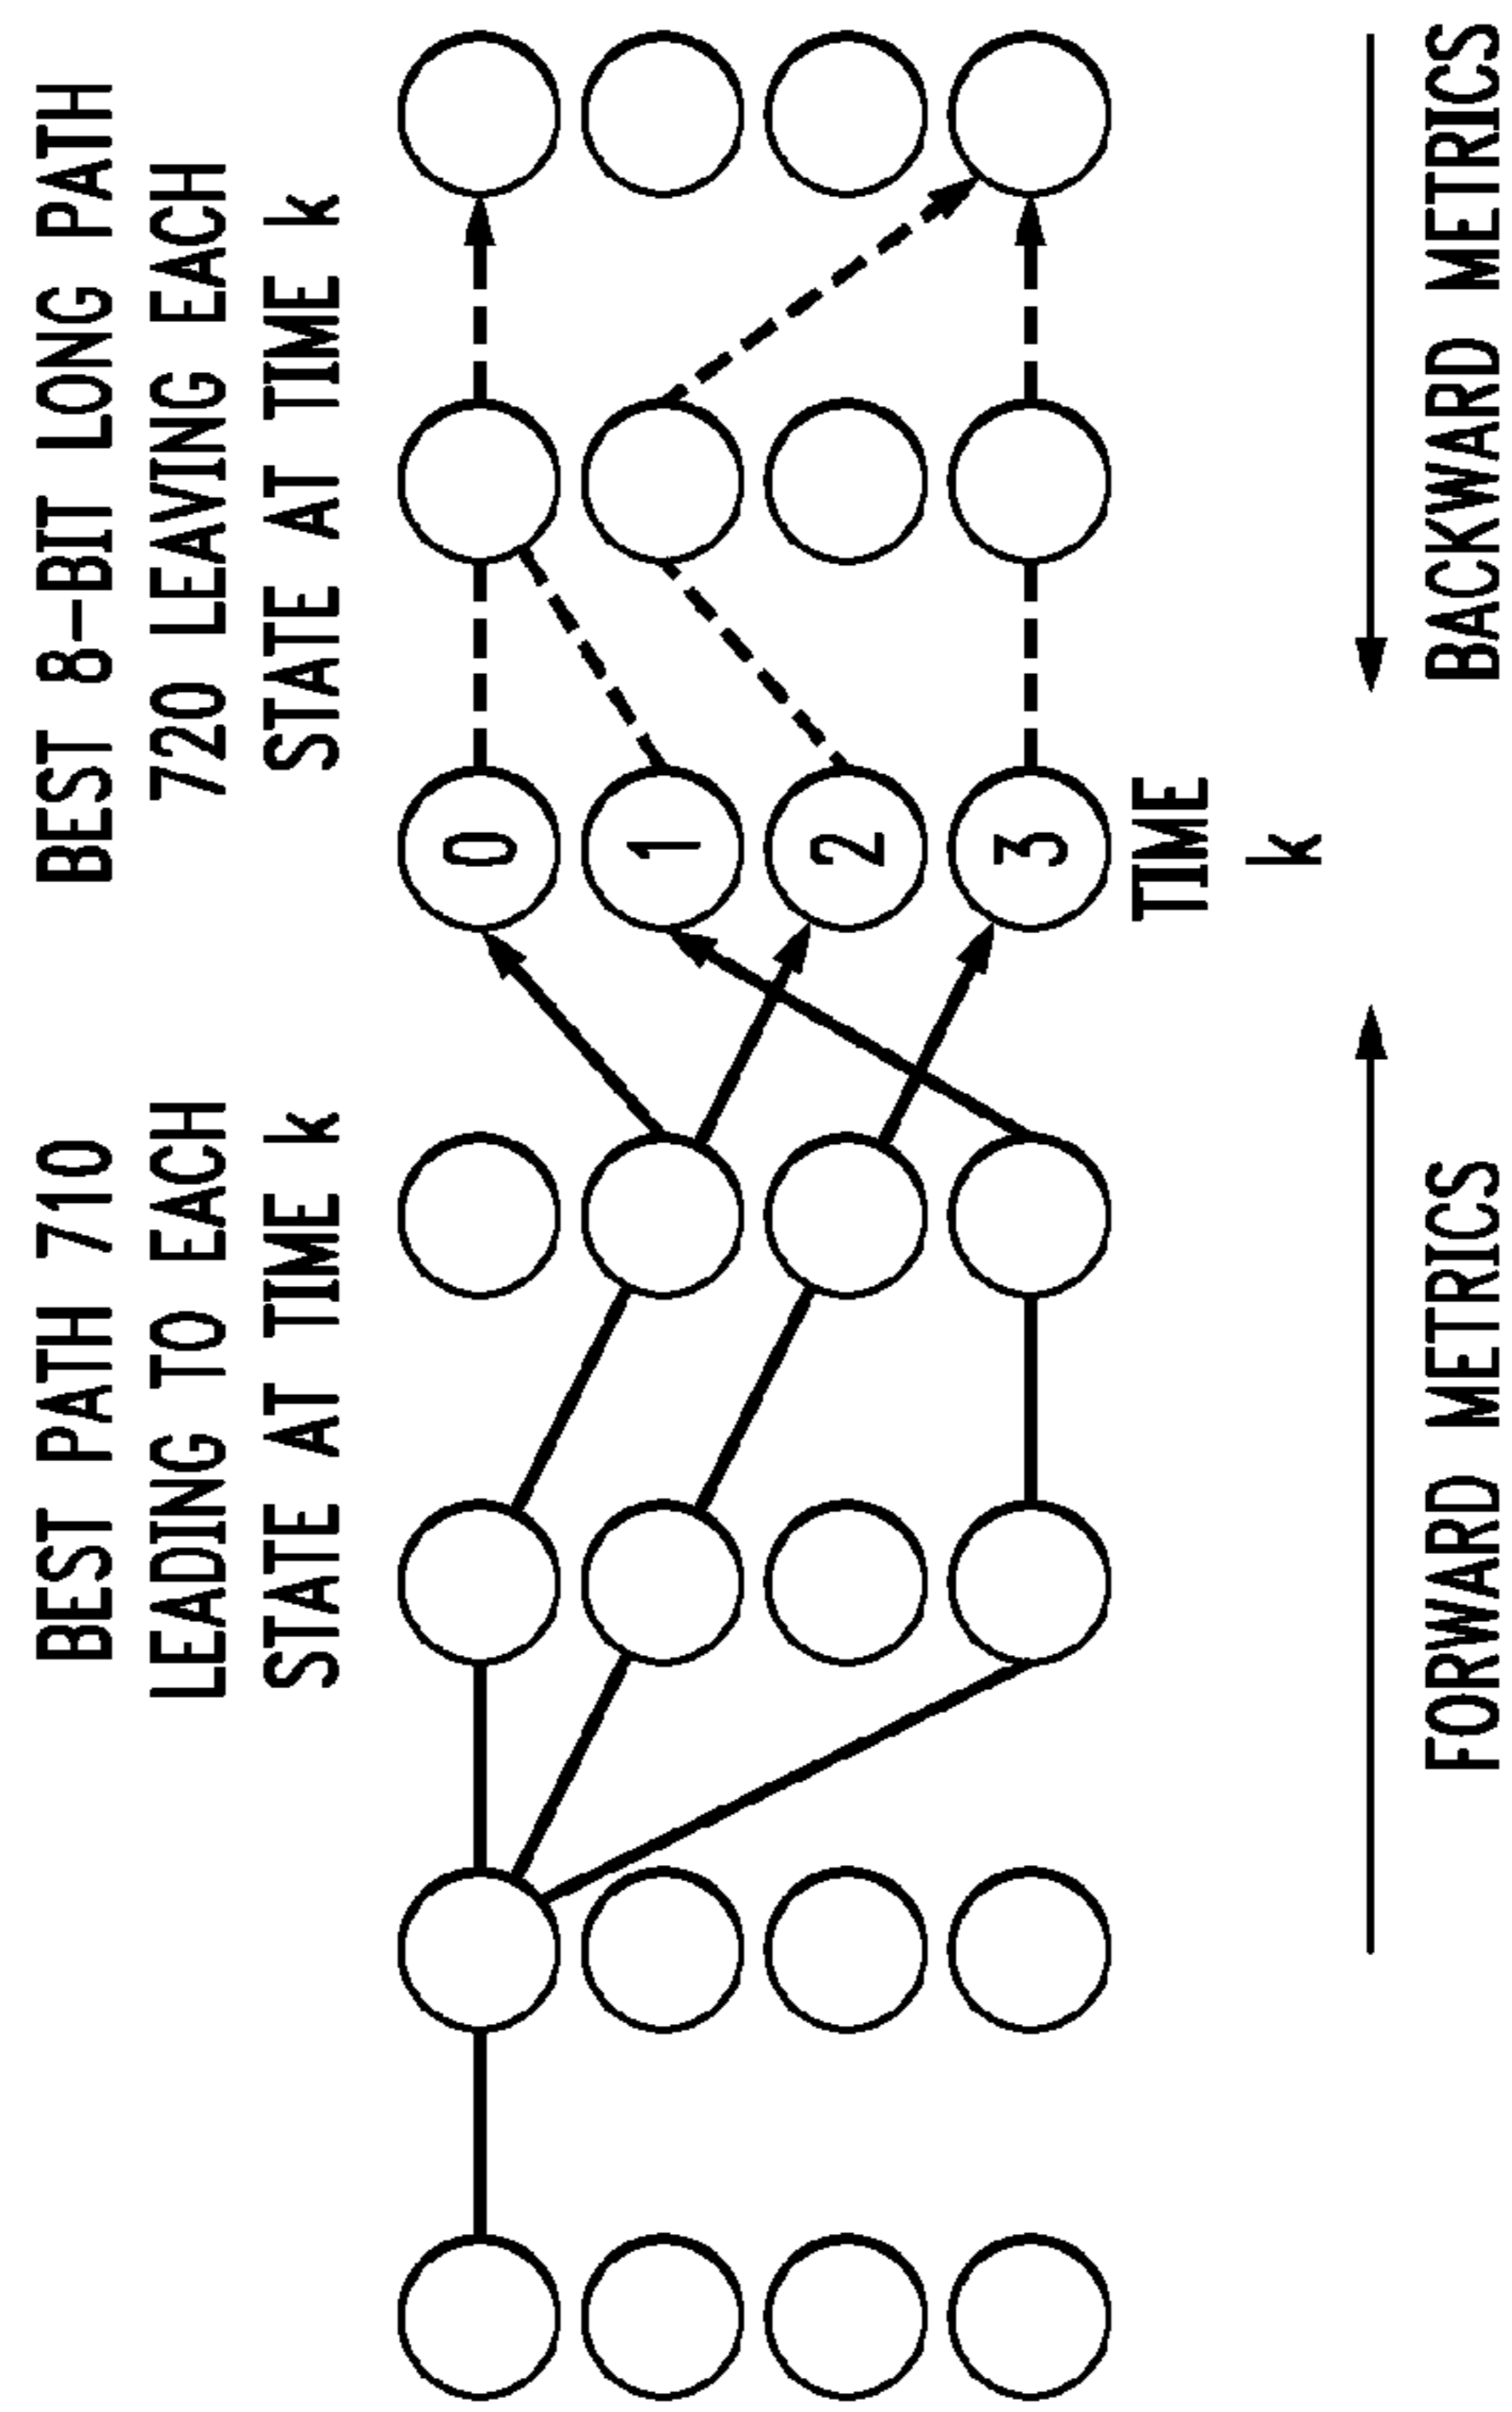 BEST PATH 710
LEADING TO EACH
STATE AT TIME k
BEST 8-BIT LONG PATH
720 LEAVING EACH
STATE AT TIME k
0
1
2
3
TIME
k
FORWARD METRICS
BACKWARD METRICS